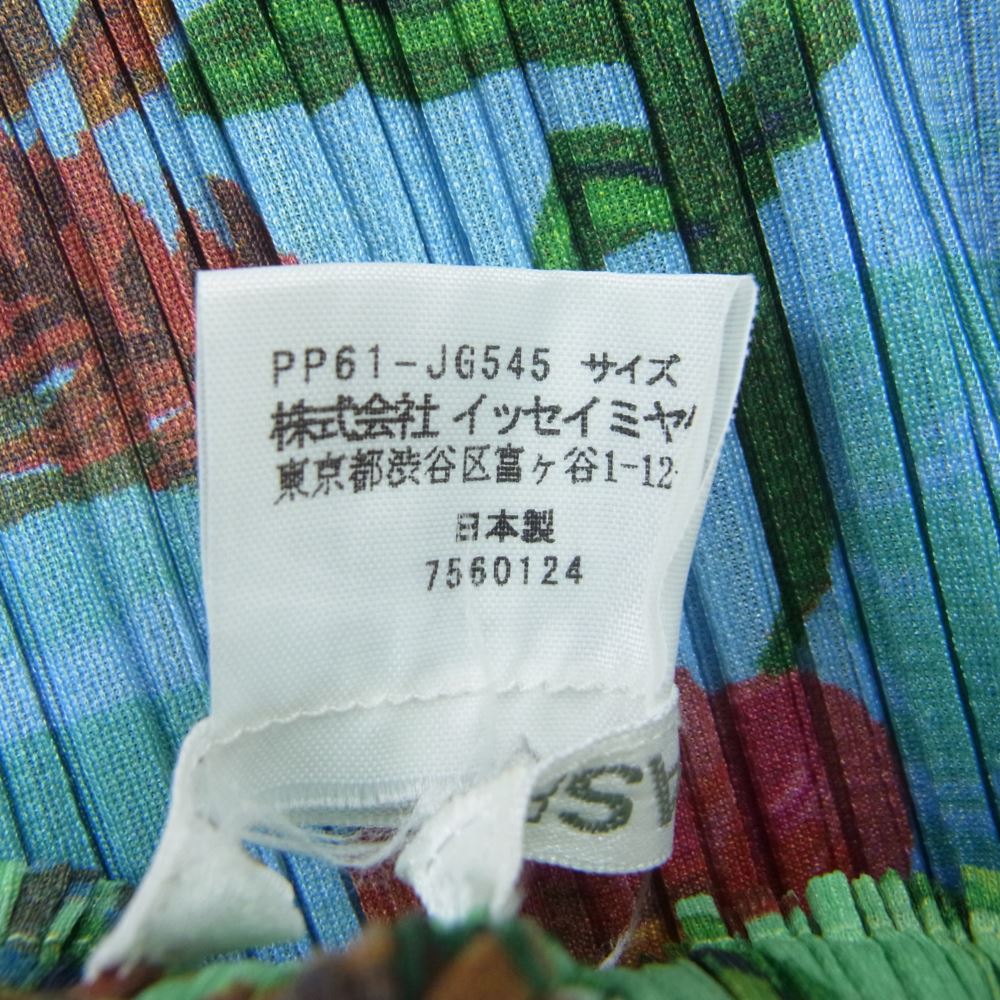 PP61-JG545 サイズ
株式会社イッセイミヤ
東京都渋谷区富ヶ谷1-12-
日本製
7560124